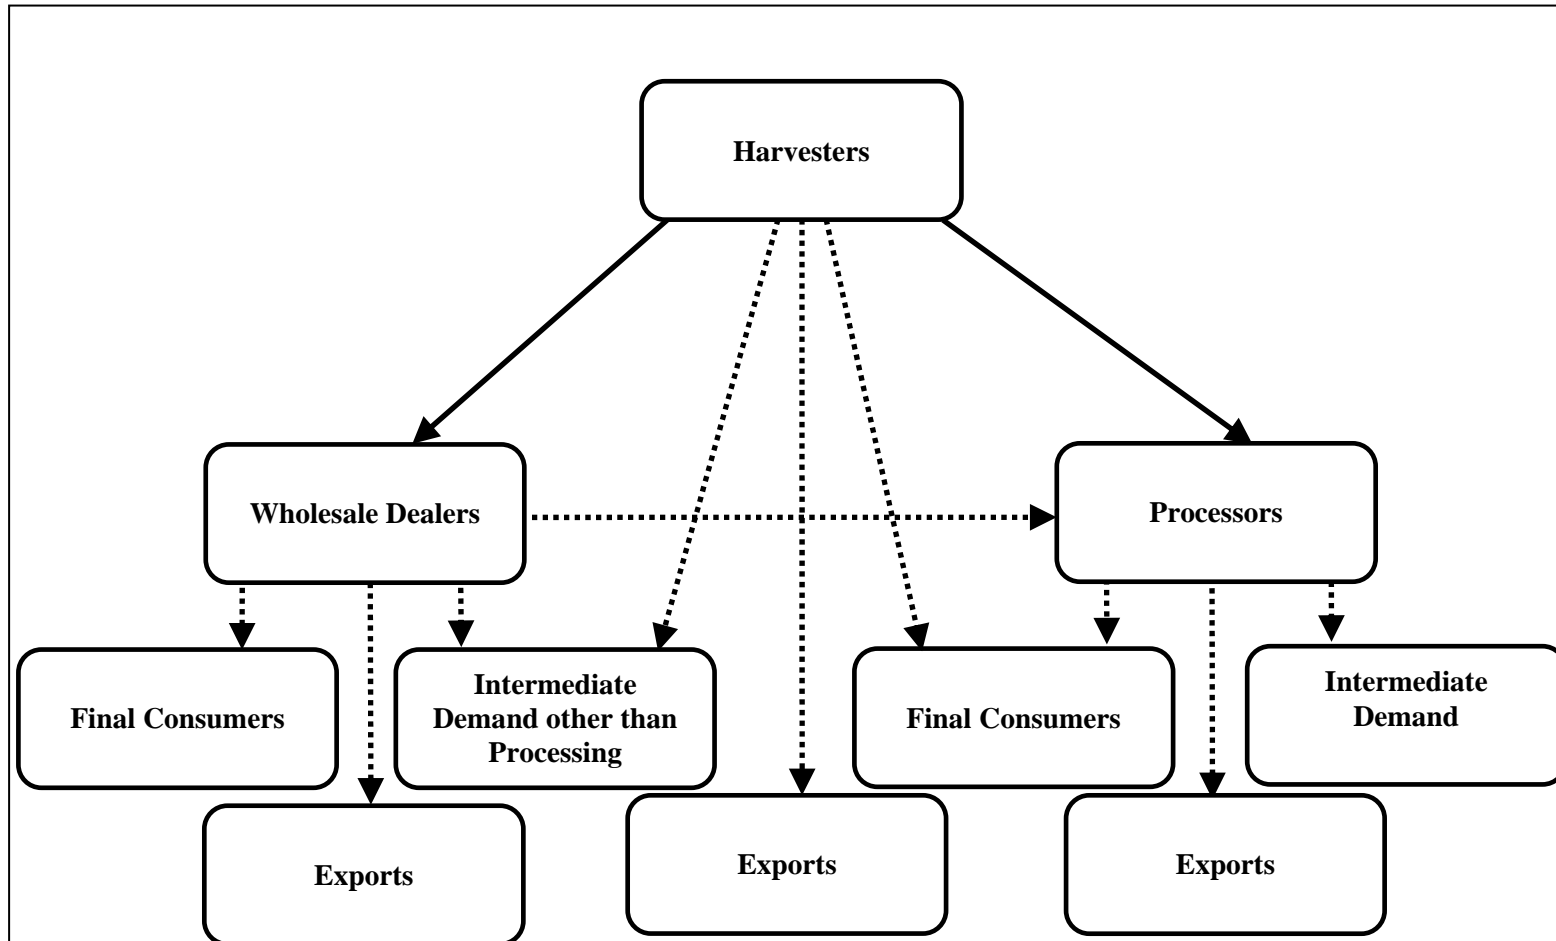 Harvesters
Wholesale Dealers
Processors
Final Consumers
Intermediate
Demand other than
Processing
Final Consumers
Intermediate
Demand
Exports
Exports
Exports